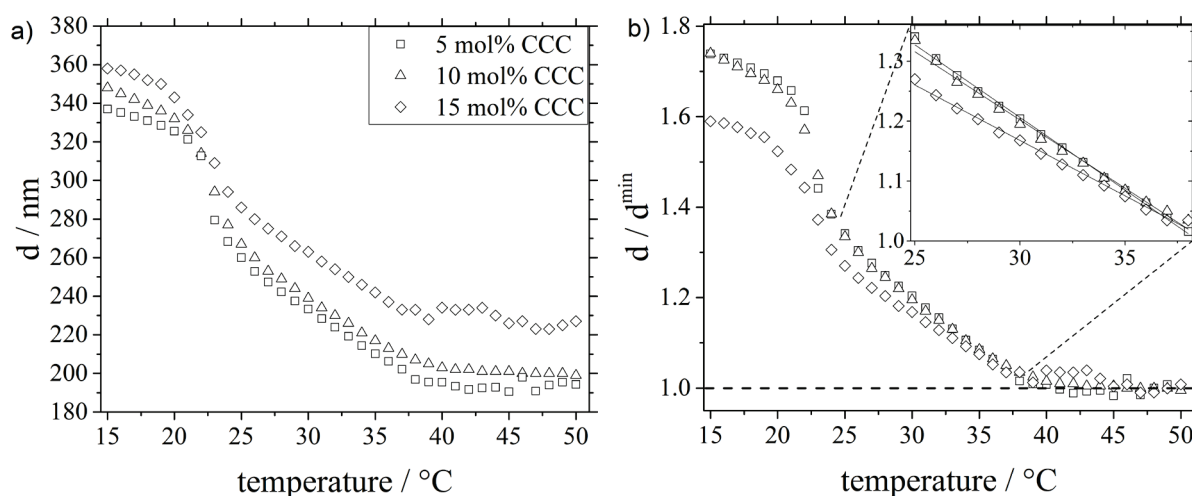 a)
380
360
340
320
300
280
260
240
220
200
180
d / nm
15 20 25 30 35 40 45 50
temperature / °C
5 mol% CCC
10 mol% CCC
15 mol% CCC
b)
1.8
1.6
1.4
1.2
1.0
d / d^min
15 20 25 30 35 40 45 50
temperature / °C
1.3
1.2
1.1
1.0
25 30 35